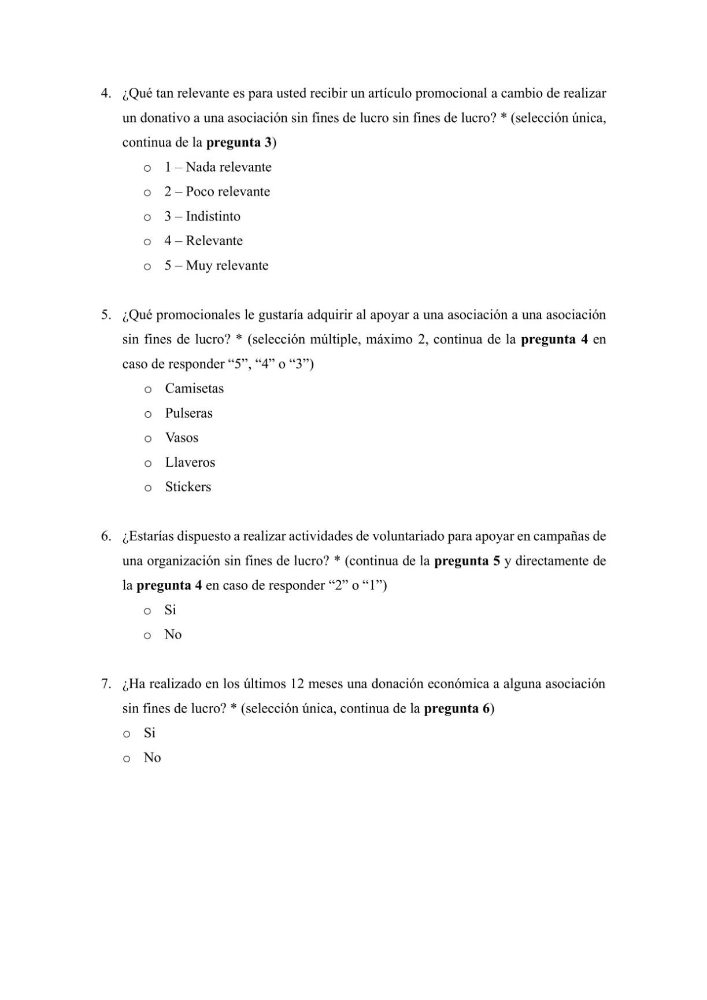 4. ¿Qué tan relevante es para usted recibir un artículo promocional a cambio de realizar
un donativo a una asociación sin fines de lucro sin fines de lucro? * (selección única,
continua de la pregunta 3)
o 1 – Nada relevante
o 2 – Poco relevante
o 3 – Indistinto
o 4 – Relevante
o 5 – Muy relevante
5. ¿Qué promocionales le gustaría adquirir al apoyar a una asociación a una asociación
sin fines de lucro? * (selección múltiple, máximo 2, continua de la pregunta 4 en
caso de responder “5”, “4” o “3”)
o Camisetas
o Pulseras
o Vasos
o Llaveros
o Stickers
6. ¿Estarías dispuesto a realizar actividades de voluntariado para apoyar en campañas de
una organización sin fines de lucro? * (continua de la pregunta 5 y directamente de
la pregunta 4 en caso de responder “2” o “1”)
o Si
o No
7. ¿Ha realizado en los últimos 12 meses una donación económica a alguna asociación
sin fines de lucro? * (selección única, continua de la pregunta 6)
o Si
o No